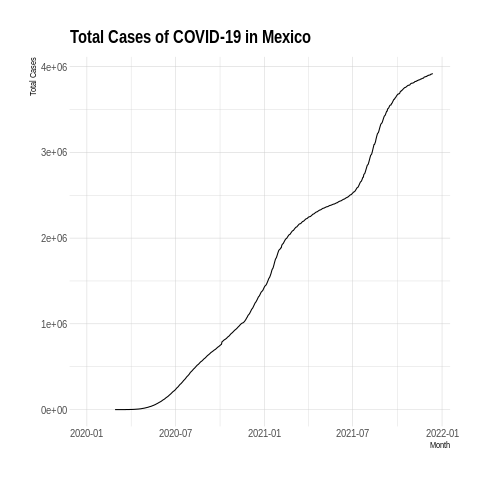 Total Cases of COVID-19 in Mexico
Total Cases
4e+06
3e+06
2e+06
1e+06
0e+00
2020-01 2020-07 2021-01 2021-07 2022-01
Month